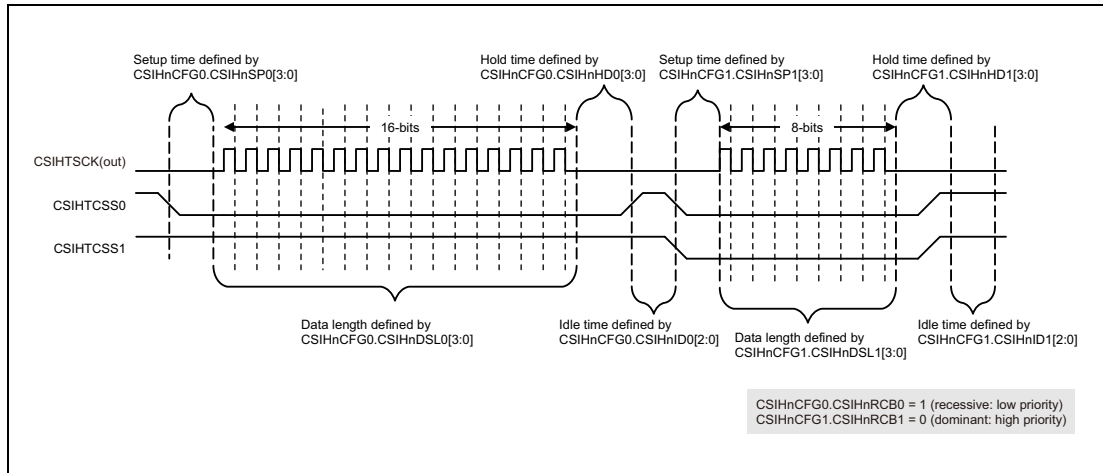 Setup time defined by
CSIHnCFG0.CSIHnSP0[3:0]
Hold time defined by
CSIHnCFG0.CSIHnHD0[3:0]
Setup time defined by
CSIHnCFG1.CSIHnSP1[3:0]
Hold time defined by
CSIHnCFG1.CSIHnHD1[3:0]
16-bits
8-bits
CSIHTSCK(out)
CSIHTCSS0
CSIHTCSS1
Data length defined by
CSIHnCFG0.CSIHnDSL0[3:0]
Idle time defined by
CSIHnCFG0.CSIHnID0[2:0]
Data length defined by
CSIHnCFG1.CSIHnDSL1[3:0]
Idle time defined by
CSIHnCFG1.CSIHnID1[2:0]
CSIHnCFG0.CSIHnRCB0 = 1 (recessive: low priority)
CSIHnCFG1.CSIHnRCB1 = 0 (dominant: high priority)